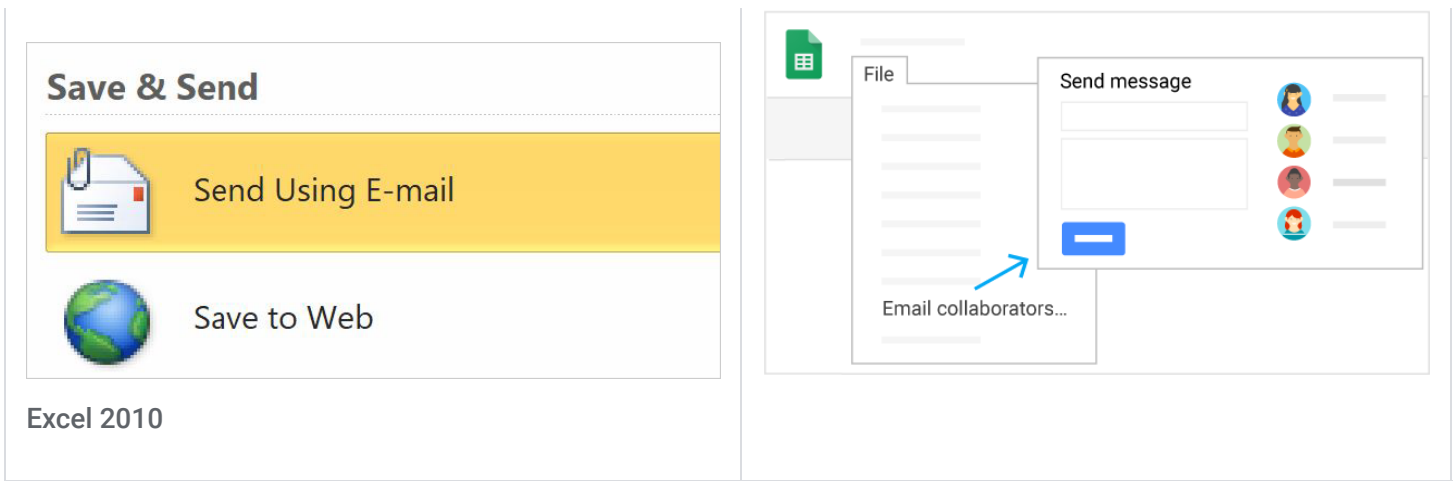 Save & Send
Send Using E-mail
Save to Web
Excel 2010
File
Send message
Email collaborators...